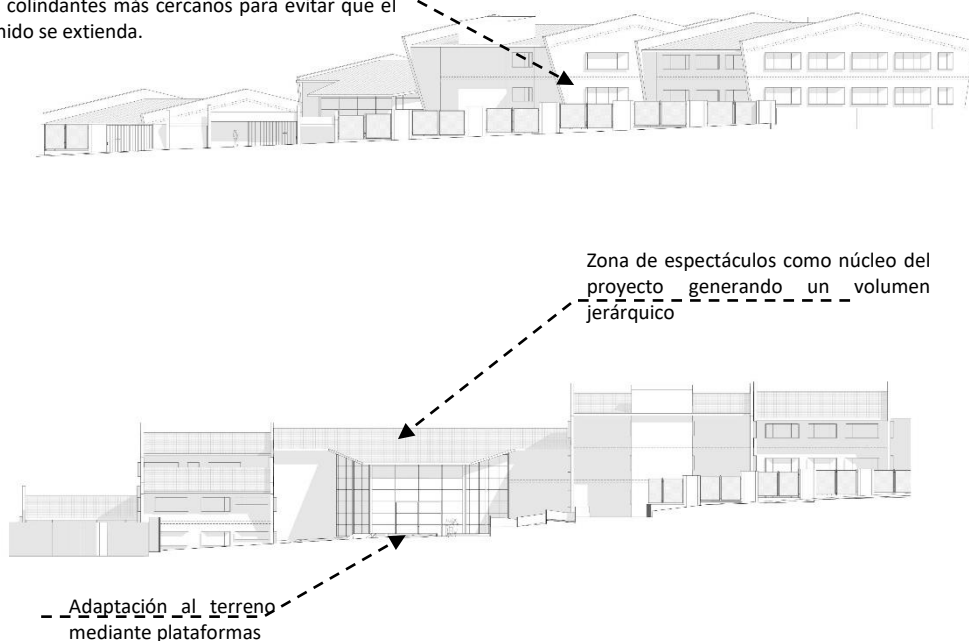 colindantes más cercanos para evitar que el
nido se extienda.
Zona de espectáculos como núcleo del
proyecto generando un volumen
jerárquico
Adaptación al terreno
mediante plataformas